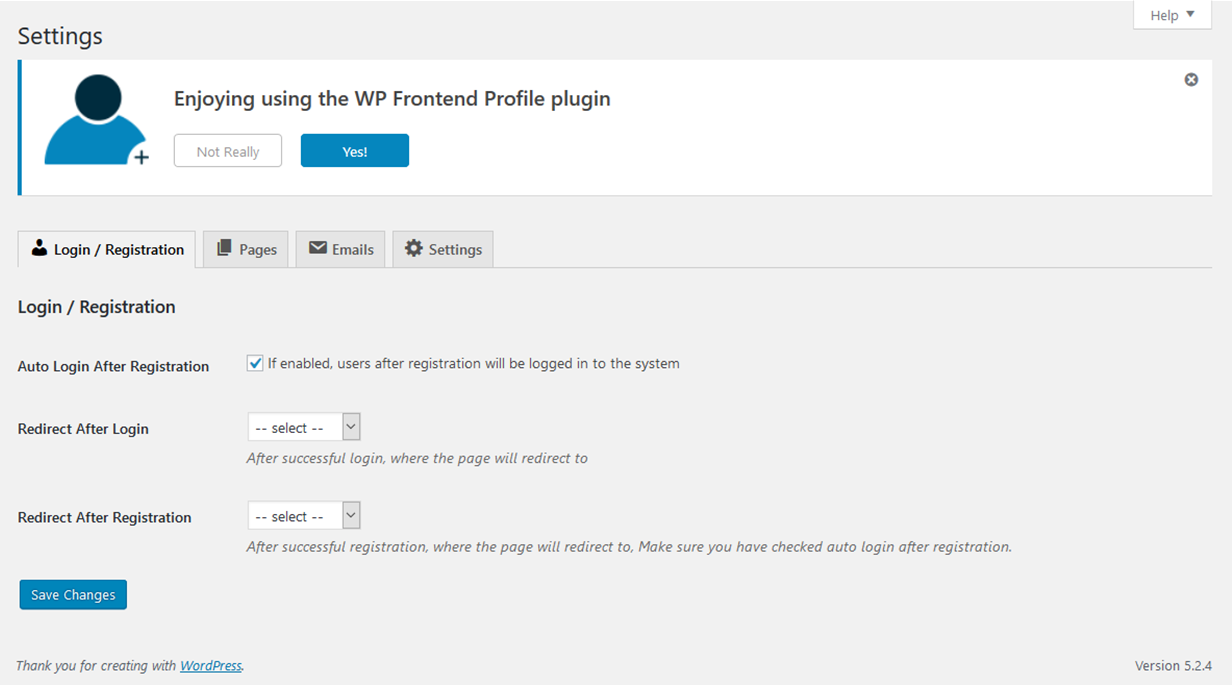 Help
Settings
Enjoying using the WP Frontend Profile plugin
Not Really
Yes!
Login / Registration
Pages
Emails
Settings
Login / Registration
Auto Login After Registration
If enabled, users after registration will be logged in to the system
Redirect After Login
-- select --
After successful login, where the page will redirect to
Redirect After Registration
-- select --
After successful registration, where the page will redirect to, Make sure you have checked auto login after registration.
Save Changes
Thank you for creating with WordPress.
Version 5.2.4